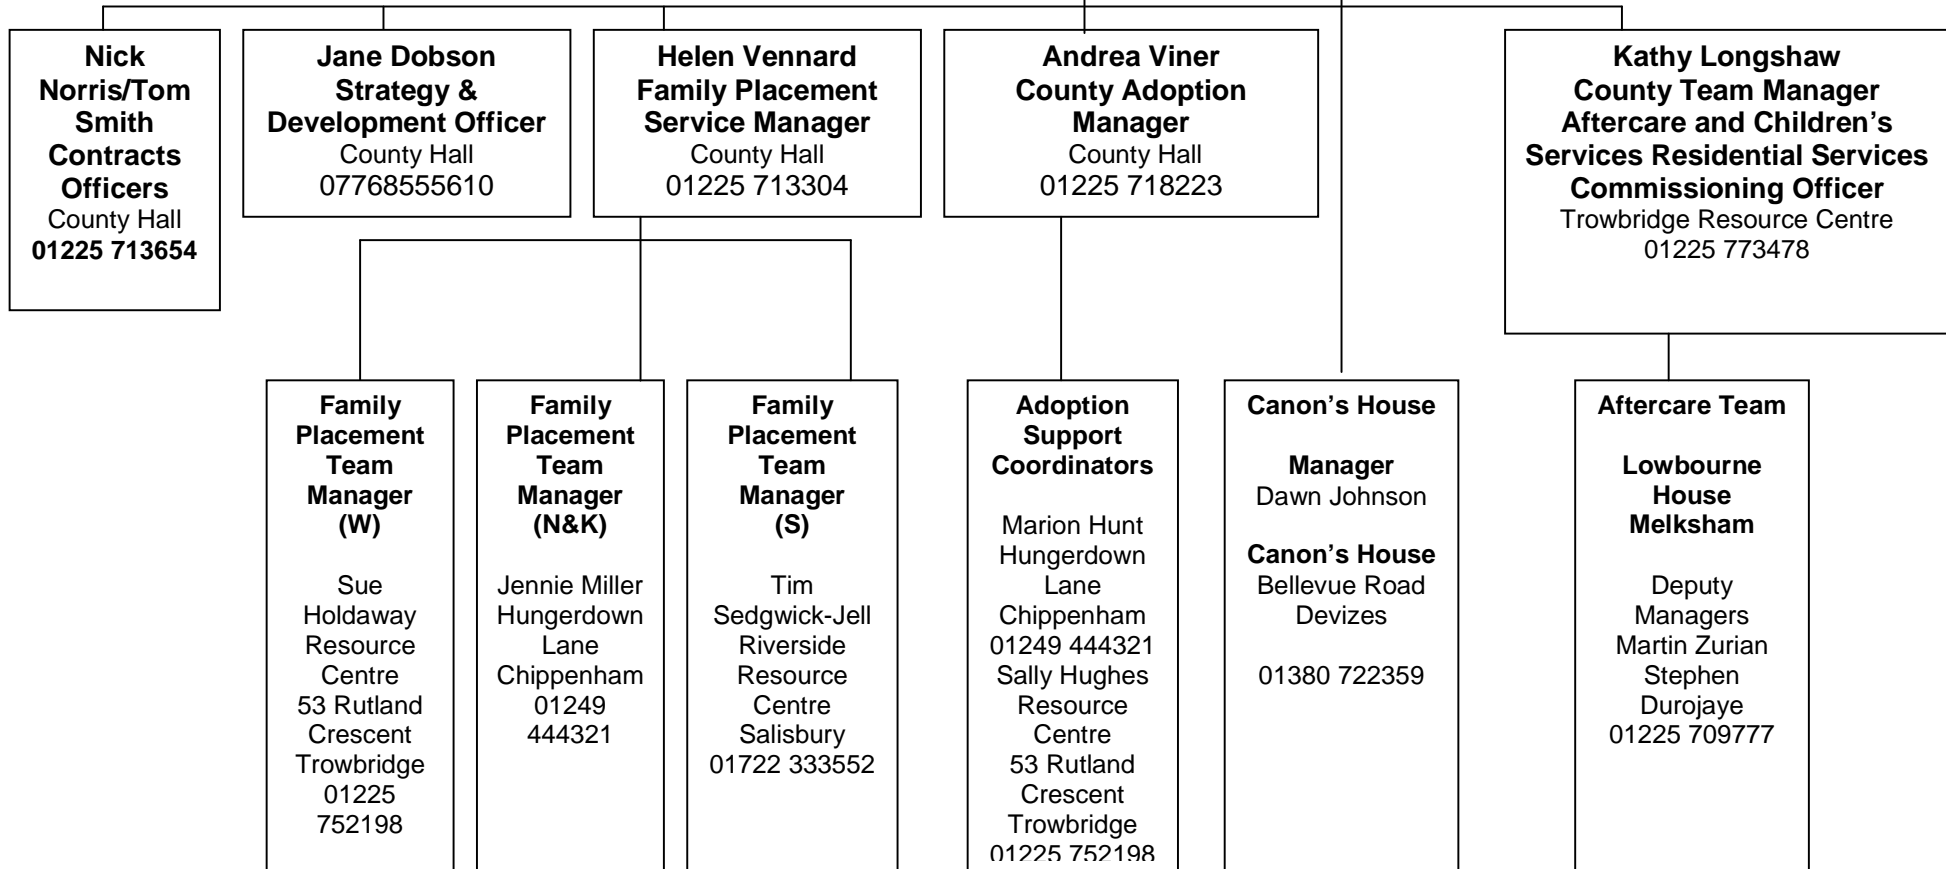 Nick
Norris/Tom
Smith
Contracts
Officers
County Hall
01225 713654
Jane Dobson
Strategy &
Development Officer
County Hall
07768555610
Helen Vennard
Family Placement
Service Manager
County Hall
01225 713304
Andrea Viner
County Adoption
Manager
County Hall
01225 718223
Kathy Longshaw
County Team Manager
Aftercare and Children’s
Services Residential Services
Commissioning Officer
Trowbridge Resource Centre
01225 773478
Family
Placement
Team
Manager
(W)
Sue
Holdaway
Resource
Centre
53 Rutland
Crescent
Trowbridge
01225
752198
Family
Placement
Team
Manager
(N&K)
Jennie Miller
Hungerdown
Lane
Chippenham
01249
444321
Family
Placement
Team
Manager
(S)
Tim
Sedgwick-Jell
Riverside
Resource
Centre
Salisbury
01722 333552
Adoption
Support
Coordinators
Marion Hunt
Hungerdown
Lane
Chippenham
01249 444321
Sally Hughes
Resource
Centre
53 Rutland
Crescent
Trowbridge
01225 752198
Canon’s House
Manager
Dawn Johnson
Canon’s House
Bellevue Road
Devizes
01380 722359
Aftercare Team
Lowbourne
House
Melksham
Deputy
Managers
Martin Zurian
Stephen
Durojaye
01225 709777